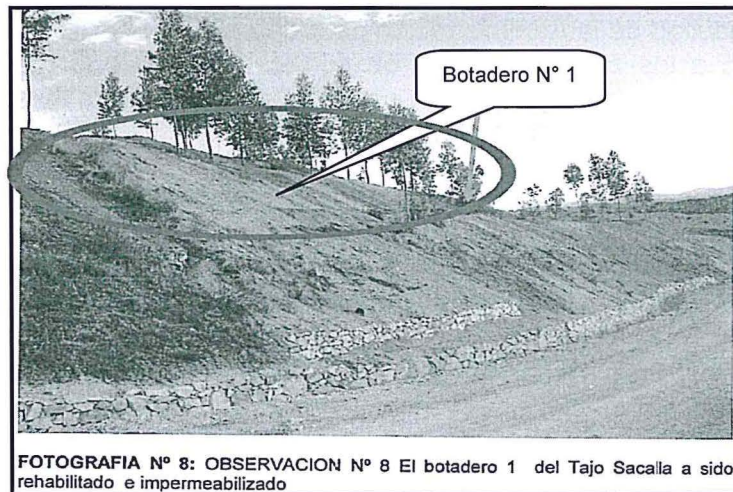 Botadero N° 1
FOTOGRAFIA Nº 8: OBSERVACION Nº 8 El botadero 1 del Tajo Sacalla a sido
rehabilitado e impermeabilizado